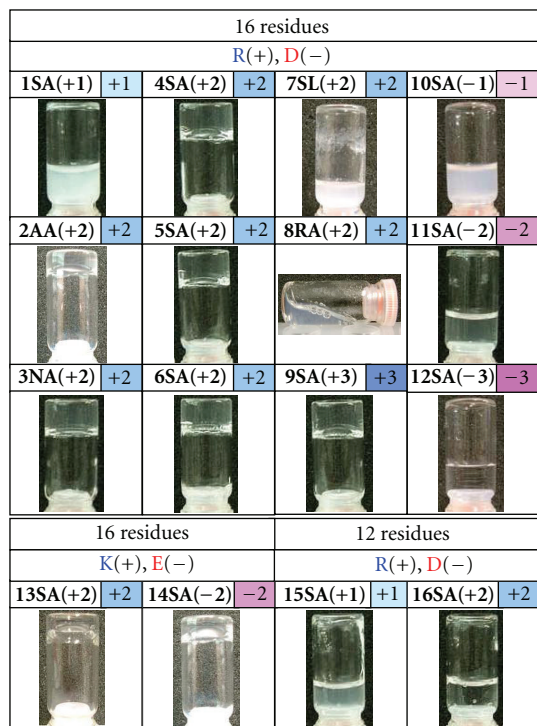 16 residues
R(+), D(−)
1SA(+1) +1 4SA(+2) +2 7SL(+2) +2 10SA(−1) −1
2AA(+2) +2 5SA(+2) +2 8RA(+2) +2 11SA(−2) −2
3NA(+2) +2 6SA(+2) +2 9SA(+3) +3 12SA(−3) −3
16 residues 12 residues
K(+), E(−) R(+), D(−)
13SA(+2) +2 14SA(−2) −2 15SA(+1) +1 16SA(+2) +2